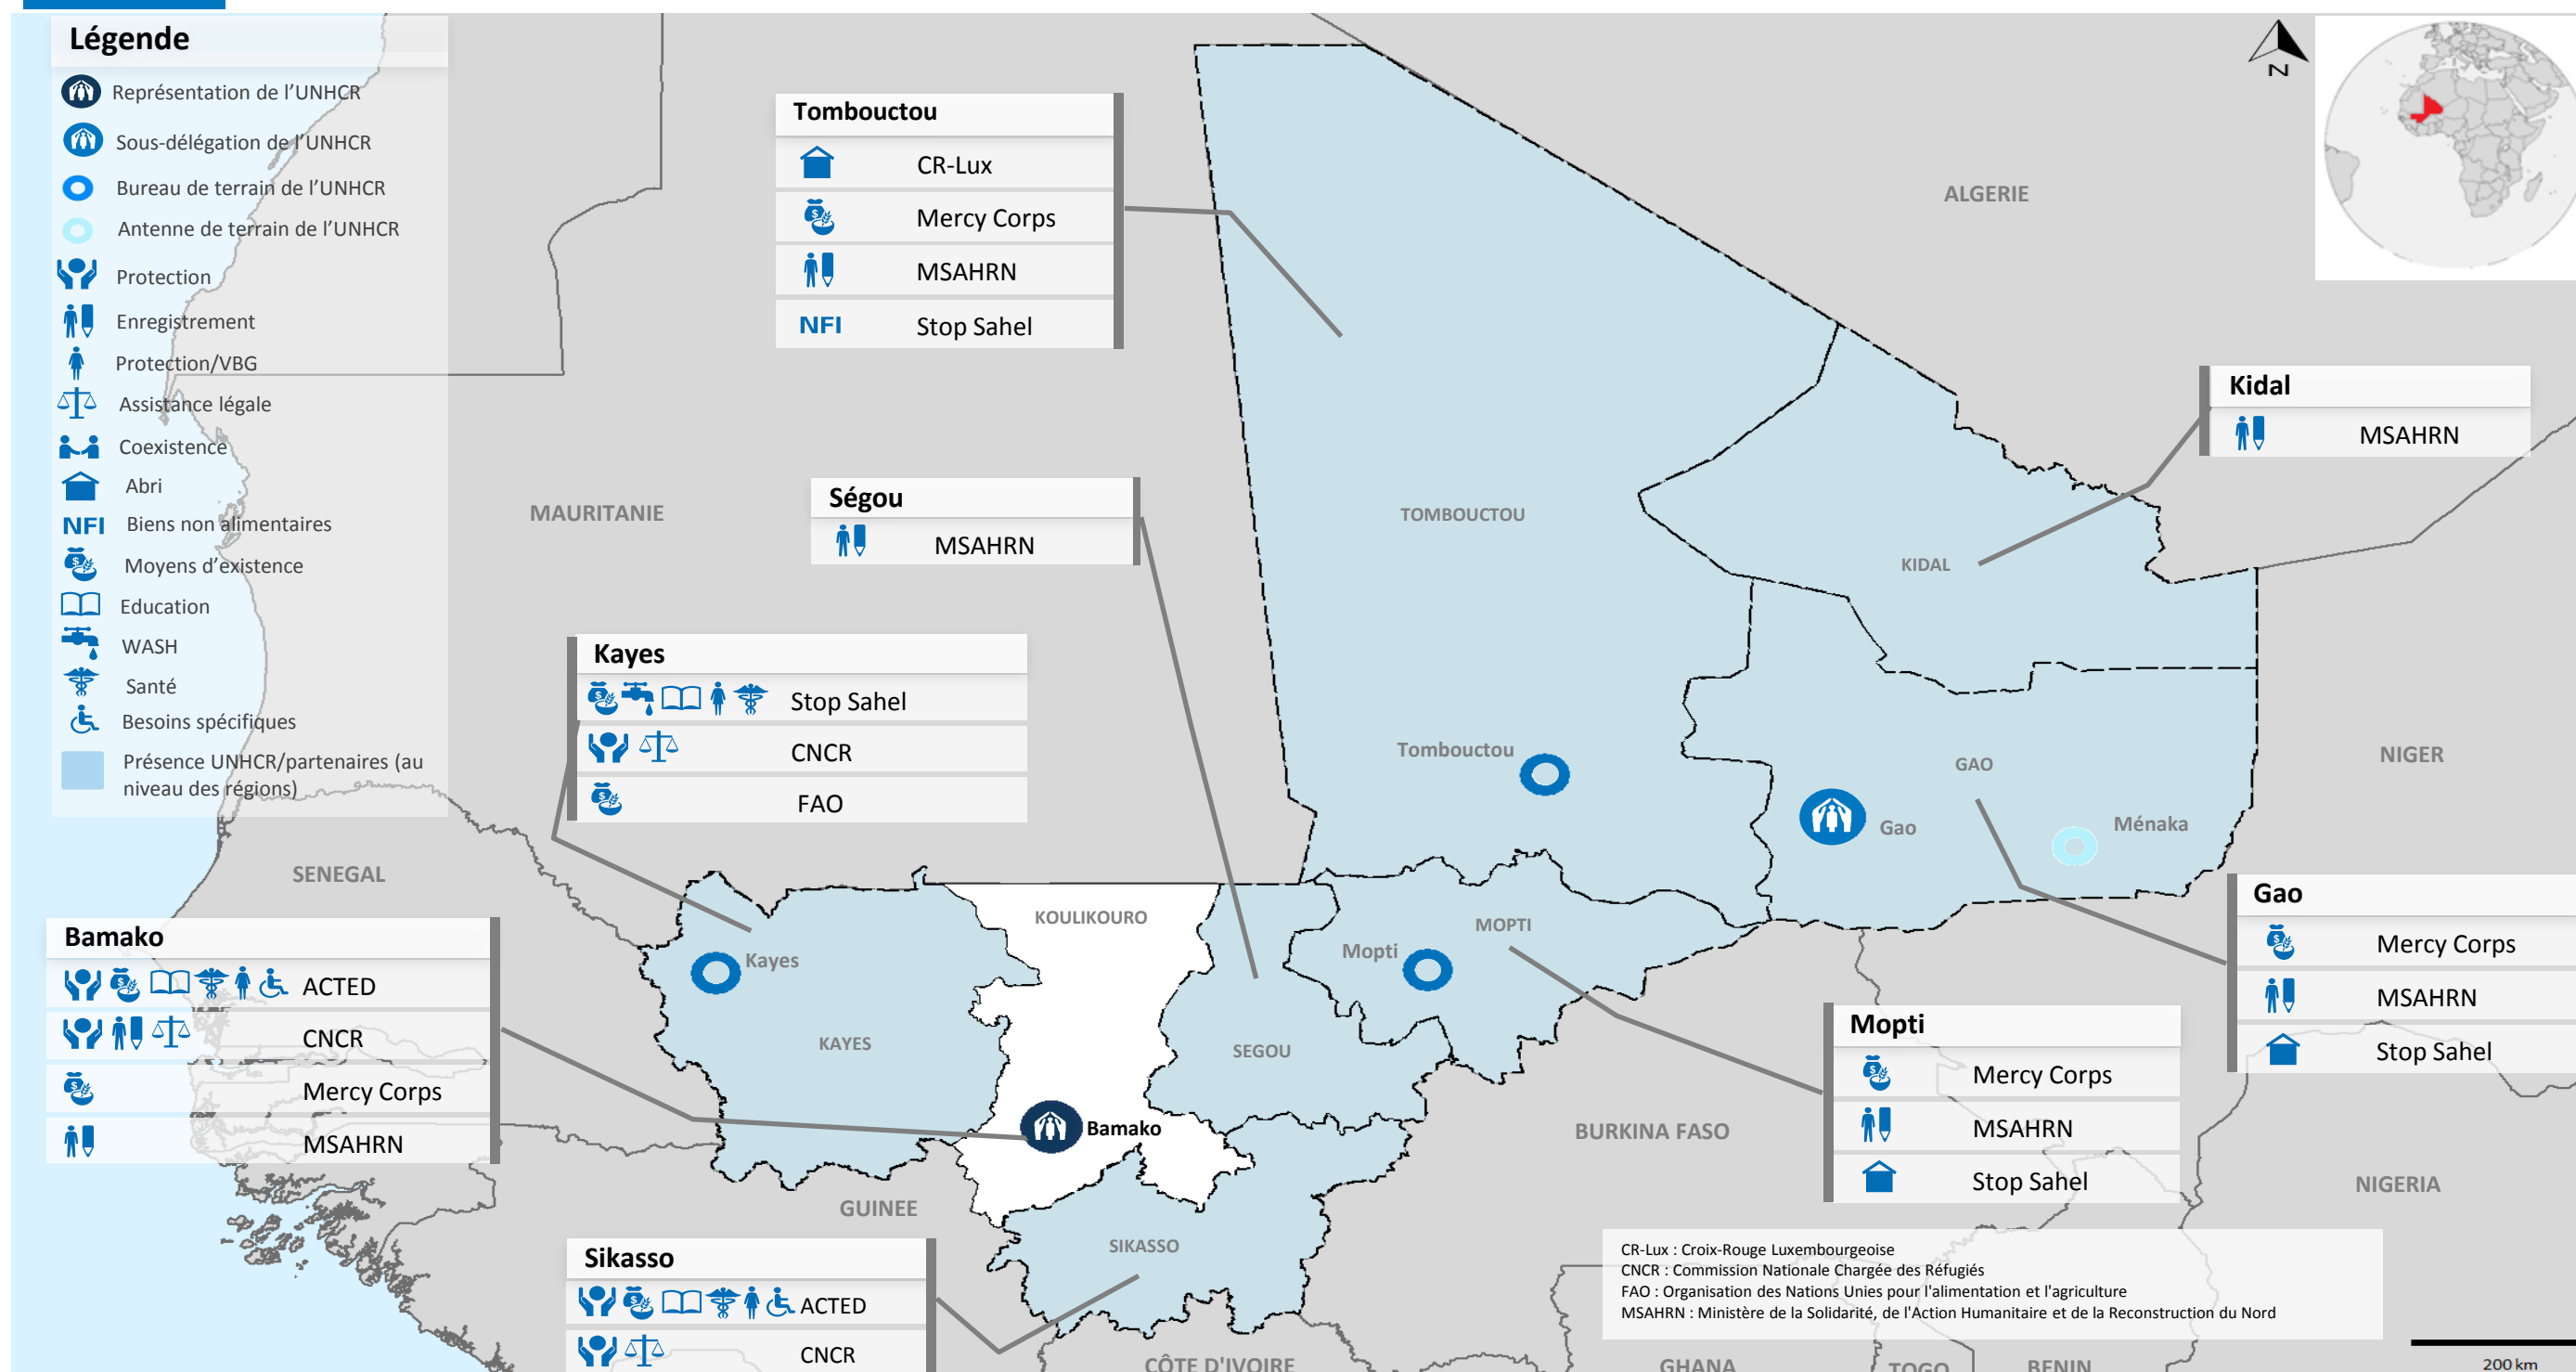 Légende
Représentation de l'UNHCR
Sous-délégation de l'UNHCR
Bureau de terrain de l'UNHCR
Antenne de terrain de l'UNHCR
Protection
Enregistrement
Protection/VBG
Assistance légale
Coexistence
Abri
NFI Biens non alimentaires
Moyens d'existence
Education
WASH
Santé
Besoins spécifiques
Présence UNHCR/partenaires (au
niveau des régions)
Tombouctou
CR-Lux
Mercy Corps
MSAHRN
NFI Stop Sahel
Ségou
MSAHRN
Kayes
Stop Sahel
CNCR
FAO
Bamako
ACTED
CNCR
Mercy Corps
MSAHRN
Sikasso
ACTED
CNCR
Kidal
MSAHRN
Gao
Mercy Corps
MSAHRN
Stop Sahel
Mopti
Mercy Corps
MSAHRN
Stop Sahel
N
ALGERIE
MAURITANIE
TOMBOUCTOU
KIDAL
Tombouctou
GAO
Gao
Ménaka
NIGER
SENEGAL
KOULIKOURO
MOPTI
Mopti
Kayes
KAYES
SEGOU
Bamako
BURKINA FASO
GUINEE
SIKASSO
NIGERIA
CÔTE D'IVOIRE
GHANA
TOGO
BENIN
CR-Lux : Croix-Rouge Luxembourgeoise
CNCR : Commission Nationale Chargée des Réfugiés
FAO : Organisation des Nations Unies pour l'alimentation et l'agriculture
MSAHRN : Ministère de la Solidarité, de l'Action Humanitaire et de la Reconstruction du Nord
200 km